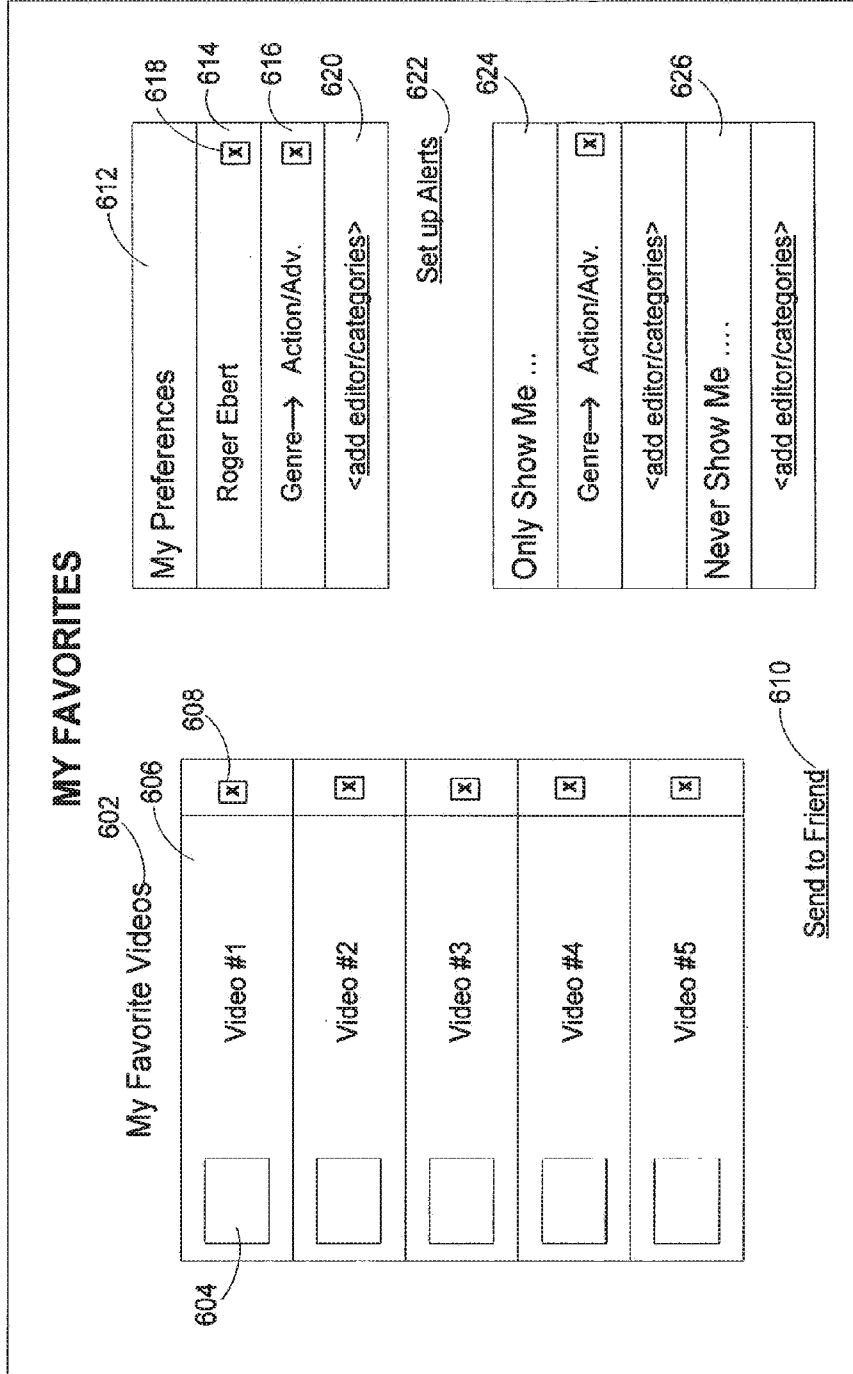 MY FAVORITES
602
My Favorite Videos
606
608
604
Video #1
x
Video #2
x
Video #3
x
Video #4
x
Video #5
x
Send to Friend
610
612
My Preferences
618
614
Roger Ebert
x
616
Genre→ Action/Adv.
x
620
<add editor/categories>
Set up Alerts
622
624
Only Show Me ...
Genre→ Action/Adv.
x
<add editor/categories>
626
Never Show Me ....
<add editor/categories>